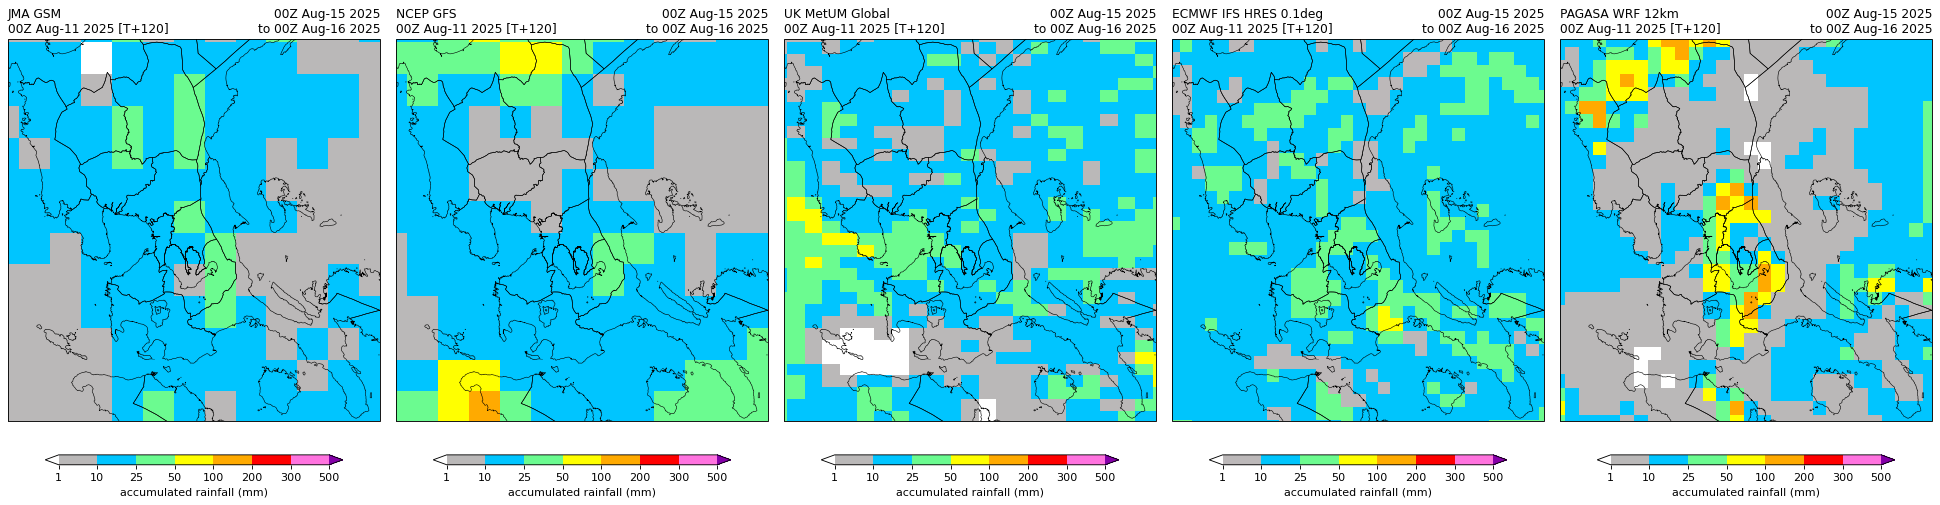 JMA GSM 00Z Aug-15 2025
00Z Aug-11 2025 [T+120] to 00Z Aug-16 2025
1 10 25 50 100 200 300 500
accumulated rainfall (mm)
NCEP GFS 00Z Aug-15 2025
00Z Aug-11 2025 [T+120] to 00Z Aug-16 2025
1 10 25 50 100 200 300 500
accumulated rainfall (mm)
UK MetUM Global 00Z Aug-15 2025
00Z Aug-11 2025 [T+120] to 00Z Aug-16 2025
1 10 25 50 100 200 300 500
accumulated rainfall (mm)
ECMWF IFS HRES 0.1deg 00Z Aug-15 2025
00Z Aug-11 2025 [T+120] to 00Z Aug-16 2025
1 10 25 50 100 200 300 500
accumulated rainfall (mm)
PAGASA WRF 12km 00Z Aug-15 2025
00Z Aug-11 2025 [T+120] to 00Z Aug-16 2025
1 10 25 50 100 200 300 500
accumulated rainfall (mm)